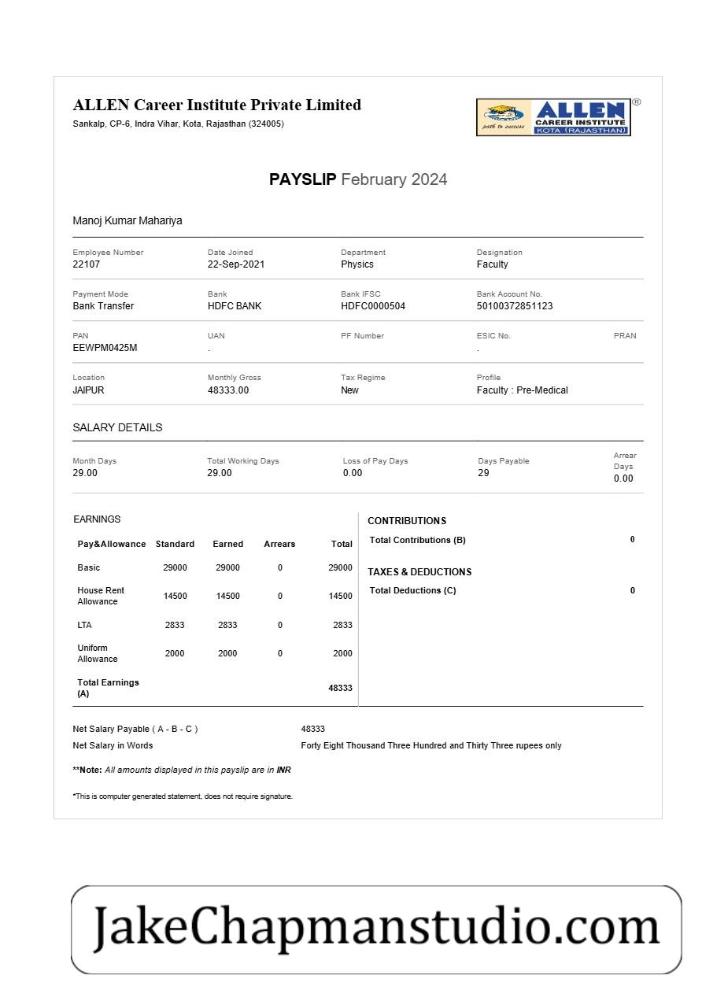 ALLEN Career Institute Private Limited
Sankalp, CP-6, Indra Vihar, Kota, Rajasthan (324005)
ALLEN ®
CAREER INSTITUTE
path to success
KOTA (RAJASTHAN)
PAYSLIP February 2024
Manoj Kumar Mahariya
Employee Number Date Joined Department Designation
22107 22-Sep-2021 Physics Faculty
Payment Mode Bank Bank IFSC Bank Account No.
Bank Transfer HDFC BANK HDFC0000504 50100372851123
PAN UAN PF Number ESIC No. PRAN
EEWPM0425M . .
Location Monthly Gross Tax Regime Profile
JAIPUR 48333.00 New Faculty : Pre-Medical
SALARY DETAILS
Month Days Total Working Days Loss of Pay Days Days Payable Arrear Days
29.00 29.00 0.00 29 0.00
EARNINGS
Pay&Allowance Standard Earned Arrears Total
Basic 29000 29000 0 29000
House Rent
Allowance 14500 14500 0 14500
LTA 2833 2833 0 2833
Uniform
Allowance 2000 2000 0 2000
Total Earnings
(A) 48333
CONTRIBUTIONS
Total Contributions (B) 0
TAXES & DEDUCTIONS
Total Deductions (C) 0
Net Salary Payable ( A - B - C ) 48333
Net Salary in Words Forty Eight Thousand Three Hundred and Thirty Three rupees only
**Note: All amounts displayed in this payslip are in INR
*This is computer generated statement, does not require signature.
JakeChapmanstudio.com